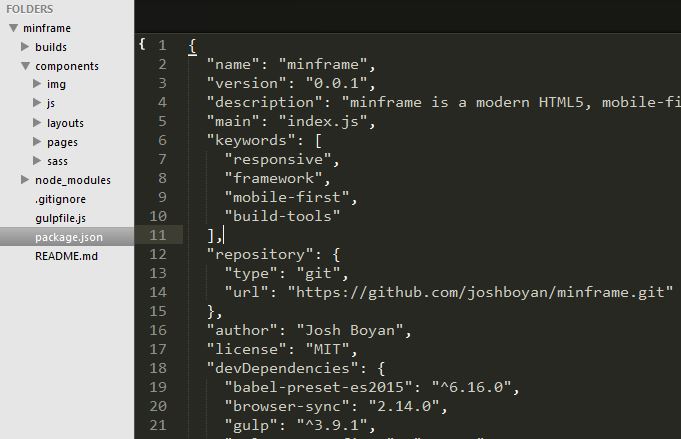 FOLDERS
minframe
builds
components
img
js
layouts
pages
sass
node_modules
.gitignore
gulpfile.js
package.json
README.md
{ 1 {
2 "name": "minframe",
3 "version": "0.0.1",
4 "description": "minframe is a modern HTML5, mobile-fi
5 "main": "index.js",
6 "keywords": [
7 "responsive",
8 "framework",
9 "mobile-first",
10 "build-tools"
11 ],
12 "repository": {
13 "type": "git",
14 "url": "https://github.com/joshboyan/minframe.git"
15 },
16 "author": "Josh Boyan",
17 "license": "MIT",
18 "devDependencies": {
19 "babel-preset-es2015": "^6.16.0",
20 "browser-sync": "2.14.0",
21 "gulp": "^3.9.1",